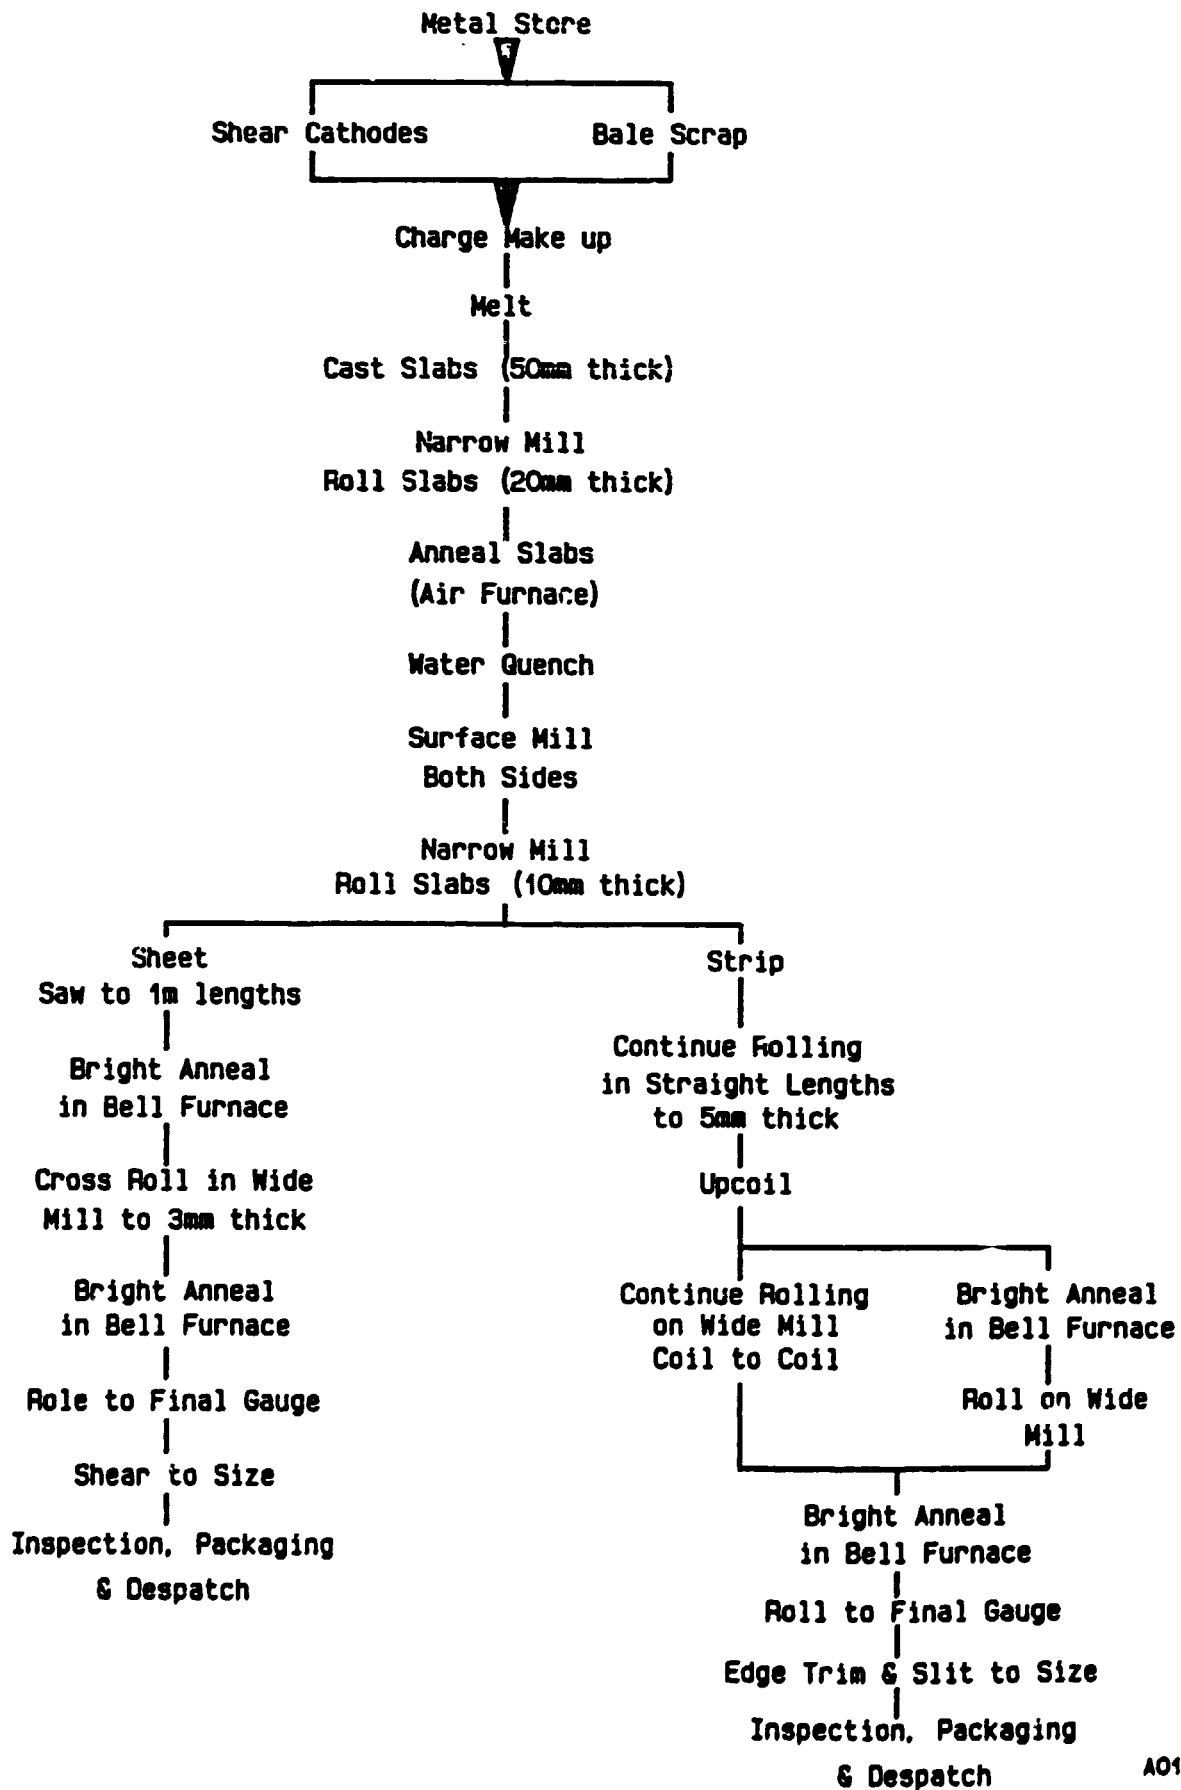 Metal Store
Shear Cathodes
Bale Scrap
Charge Make up
Melt
Cast Slabs (50mm thick)
Narrow Mill
Roll Slabs (20mm thick)
Anneal Slabs
(Air Furnace)
Water Quench
Surface Mill
Both Sides
Narrow Mill
Roll Slabs (10mm thick)
Sheet
Saw to 1m lengths
Bright Anneal
in Bell Furnace
Cross Roll in Wide
Mill to 3mm thick
Bright Anneal
in Bell Furnace
Role to Final Gauge
Shear to Size
Inspection, Packaging
& Despatch
Strip
Continue Rolling
in Straight Lengths
to 5mm thick
Upcoil
Continue Rolling
on Wide Mill
Coil to Coil
Bright Anneal
in Bell Furnace
Roll on Wide
Mill
Bright Anneal
in Bell Furnace
Roll to Final Gauge
Edge Trim & Slit to Size
Inspection, Packaging
& Despatch
A01